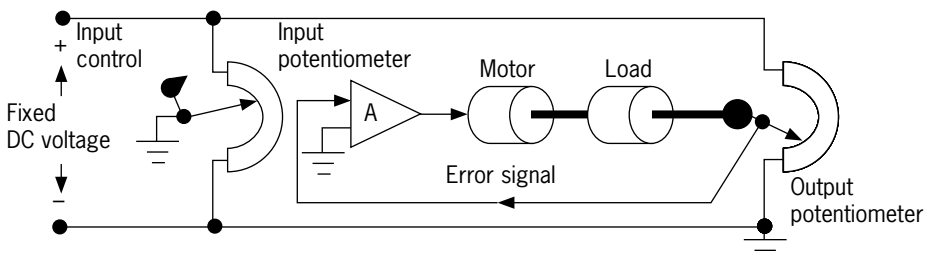 +
Input
control
Fixed
DC voltage
−
Input
potentiometer
A
Motor
Load
Error signal
Output
potentiometer